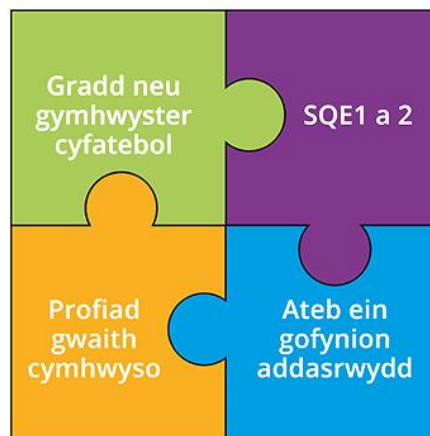 Gradd neu
gymhwyster
cyfatebol
SQE1 a 2
Profiad
gwaith
cymhwyso
Ateb ein
gofynion
addasrwydd